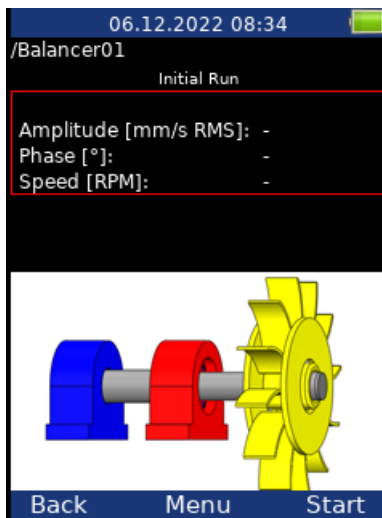 06.12.2022 08:34
/Balancer01
Initial Run
Amplitude [mm/s RMS]: -
Phase [°]: -
Speed [RPM]: -
Back Menu Start